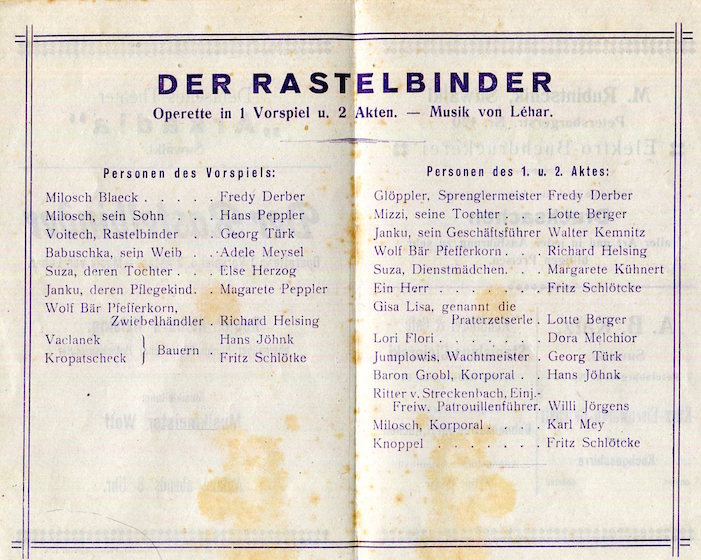 DER RASTELBINDER
Operette in 1 Vorspiel u. 2 Akten. — Musik von Léhar.
Personen des Vorspiels:
Milosch Blaeck . . . . . Fredy Derber
Milosch, sein Sohn . . . Hans Peppler
Voitech, Rastelbinder . . Georg Türk
Babuschka, sein Weib . . Adele Meysel
Suza, deren Tochter . . . Else Herzog
Janku, deren Pflegekind. . Magarete Peppler
Wolf Bär Pfefferkorn,
Zwiebelhändler . Richard Helsing
Vaclanek } Bauern . . Hans Jöhnk
Kropatscheck } Bauern . . Fritz Schlötke
Personen des 1. u. 2. Aktes:
Glöppler, Sprenglermeister Fredy Derber
Mizzi, seine Tochter . . . Lotte Berger
Janku, sein Geschäftsführer Walter Kemnitz
Wolf Bär Pfefferkorn . . Richard Helsing
Suza, Dienstmädchen. . . Margarete Kühnert
Ein Herr . . . . . . . Fritz Schlötcke
Gisa Lisa, genannt die
Praterzetserle . Lotte Berger
Lori Flori . . . . . . . Dora Melchior
Jumplowis, Wachtmeister . Georg Türk
Baron Grobl, Korporal . . Hans Jöhnk
Ritter v. Streckenbach, Einj.-
Freiw. Patrouillenführer. Willi Jörgens
Milosch, Korporal . . . . Karl Mey
Knoppel . . . . . . . Fritz Schlötcke